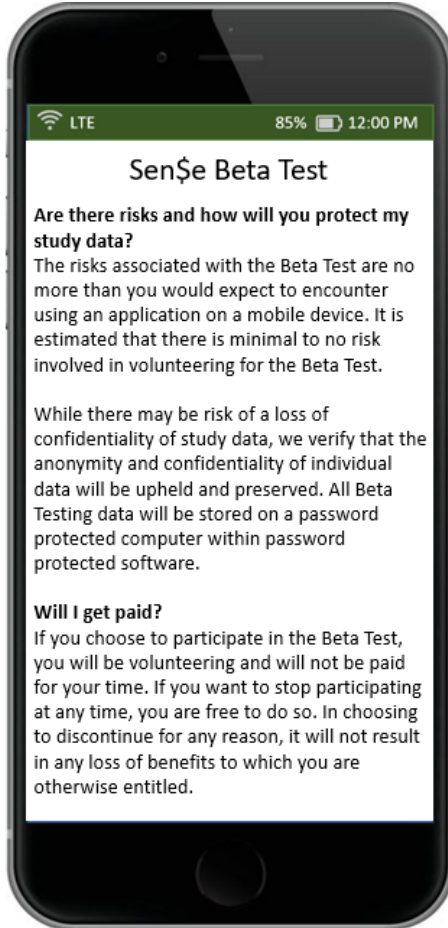 LTE
85% 12:00 PM
Sen$e Beta Test
Are there risks and how will you protect my
study data?
The risks associated with the Beta Test are no
more than you would expect to encounter
using an application on a mobile device. It is
estimated that there is minimal to no risk
involved in volunteering for the Beta Test.
While there may be risk of a loss of
confidentiality of study data, we verify that the
anonymity and confidentiality of individual
data will be upheld and preserved. All Beta
Testing data will be stored on a password
protected computer within password
protected software.
Will I get paid?
If you choose to participate in the Beta Test,
you will be volunteering and will not be paid
for your time. If you want to stop participating
at any time, you are free to do so. In choosing
to discontinue for any reason, it will not result
in any loss of benefits to which you are
otherwise entitled.